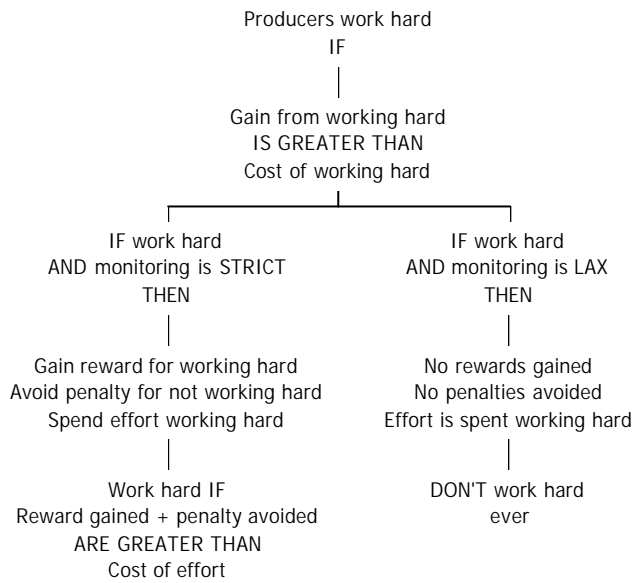 Producers work hard
IF
Gain from working hard
IS GREATER THAN
Cost of working hard
IF work hard
AND monitoring is STRICT
THEN
Gain reward for working hard
Avoid penalty for not working hard
Spend effort working hard
Work hard IF
Reward gained + penalty avoided
ARE GREATER THAN
Cost of effort
IF work hard
AND monitoring is LAX
THEN
No rewards gained
No penalties avoided
Effort is spent working hard
DON'T work hard
ever